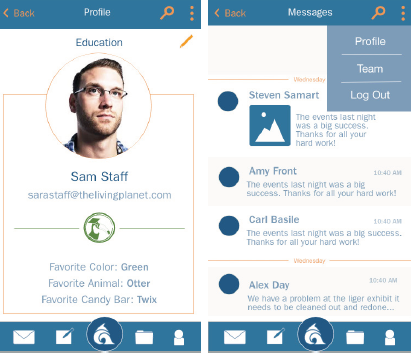 Back
Profile
Education
Sam Staff
sarastaff@thelivingplanet.com
Favorite Color: Green
Favorite Animal: Otter
Favorite Candy Bar: Twix
Back
Messages
Profile
Team
Log Out
Wednesday
Steven Samart
The events last night
was a big success.
Thanks for all your
hard work!
Amy Front
10:40 AM
The events last night was a big
success. Thanks for all your hard work!
Carl Basile
10:40 AM
The events last night was a big success.
Thanks for all your hard work!
Wednesday
Alex Day
10:40 AM
We have a problem at the liger exhibit it
needs to be cleaned out and redone...